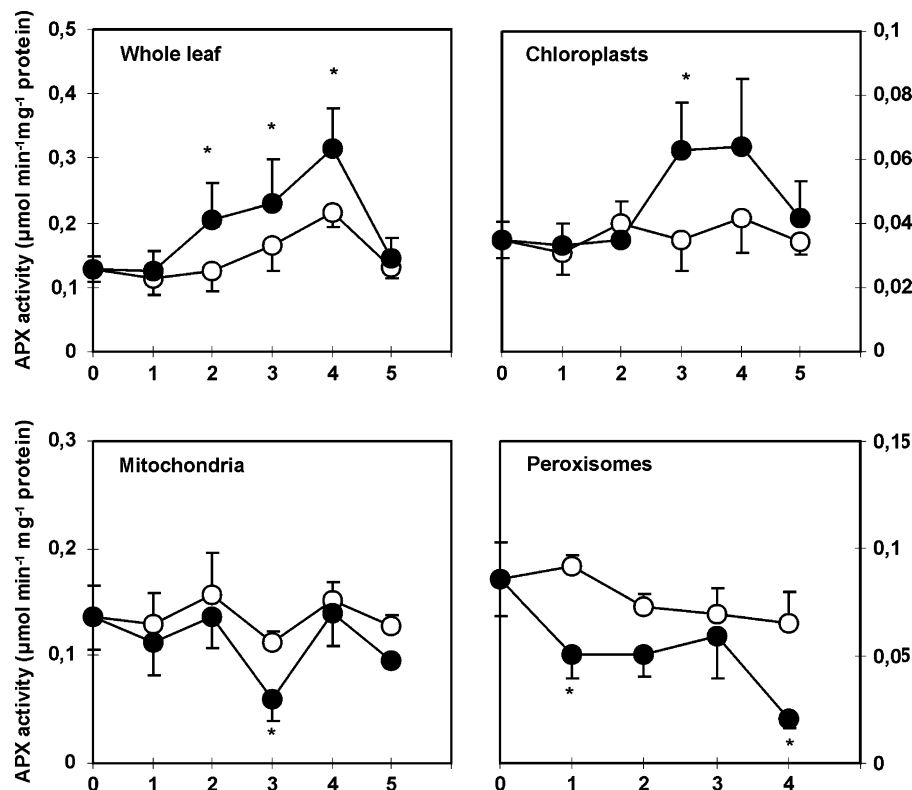 Whole leaf
APX activity (µmol min-1mg-1 protein)
0,5
0,4
0,3
0,2
0,1
0
* * *
0 1 2 3 4 5
Chloroplasts
*
0,1
0,08
0,06
0,04
0,02
0
0 1 2 3 4 5
Mitochondria
APX activity (µmol min-1 mg-1 protein)
0,3
0,2
0,1
0
*
0 1 2 3 4 5
Peroxisomes
0,15
0,1
0,05
0
* *
0 1 2 3 4